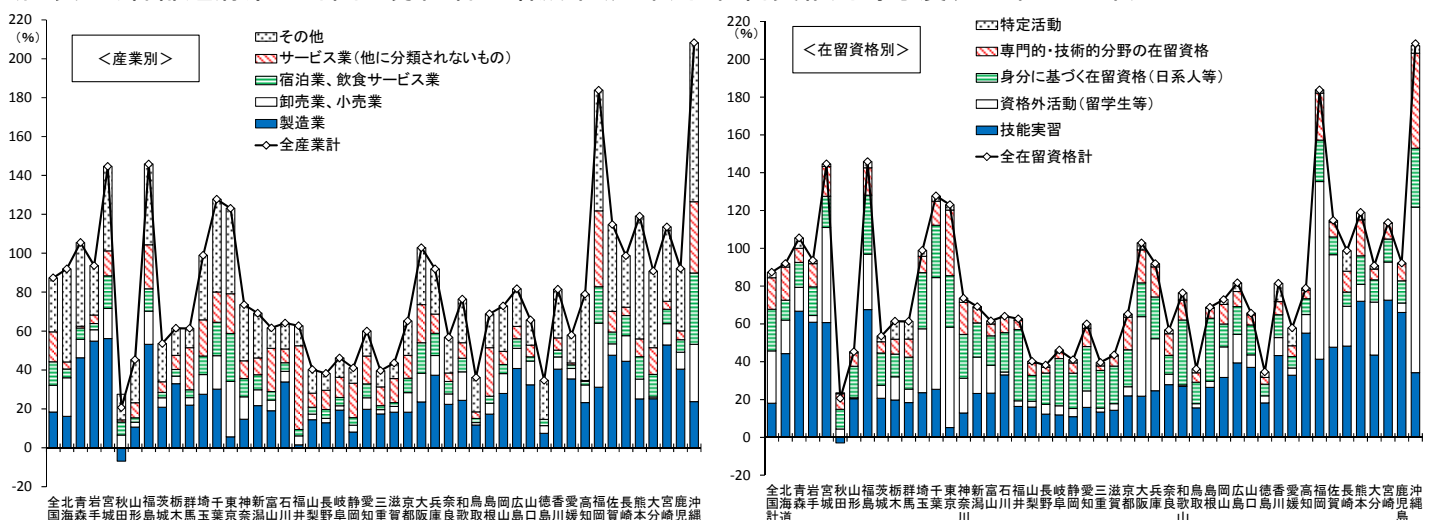 220
200
180
160
140
120
100
80
60
40
20
0
-20
(%)
＜産業別＞
その他
サービス業(他に分類されないもの)
宿泊業、飲食サービス業
卸売業、小売業
製造業
全産業計
全国計 北海道 青森 岩手 宮城 秋田 山形 福島 茨城 栃木 群馬 埼玉 千葉 東京 神奈川 新潟 富山 石川 福井 山梨 長野 岐阜 静岡 愛知 三重 滋賀 京都 大阪 兵庫 奈良 和歌山 鳥取 島根 岡山 広島 山口 徳島 香川 愛媛 高知 福岡 佐賀 長崎 熊本 大分 宮崎 鹿児島 沖縄
220
(%)
200
180
160
140
120
100
80
60
40
20
0
-20
＜在留資格別＞
特定活動
専門的・技術的分野の在留資格
身分に基づく在留資格(日系人等)
資格外活動(留学生等)
技能実習
全在留資格計
全国計 北海道 青森 岩手 宮城 秋田 山形 福島 茨城 栃木 群馬 埼玉 千葉 東京 神奈川 新潟 富山 石川 福井 山梨 長野 岐阜 静岡 愛知 三重 滋賀 京都 大阪 兵庫 奈良 和歌山 鳥取 島根 岡山 広島 山口 徳島 香川 愛媛 高知 福岡 佐賀 長崎 熊本 大分 宮崎 鹿児島 沖縄